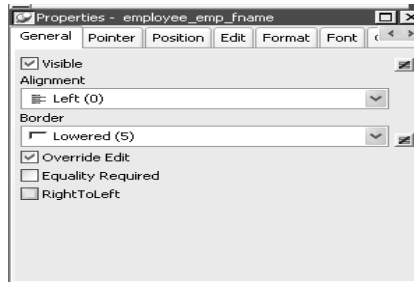 Properties - employee_emp_fname
General Pointer Position Edit Format Font
Visible
Alignment
Left (0)
Border
Lowered (5)
Override Edit
Equality Required
RightToLeft